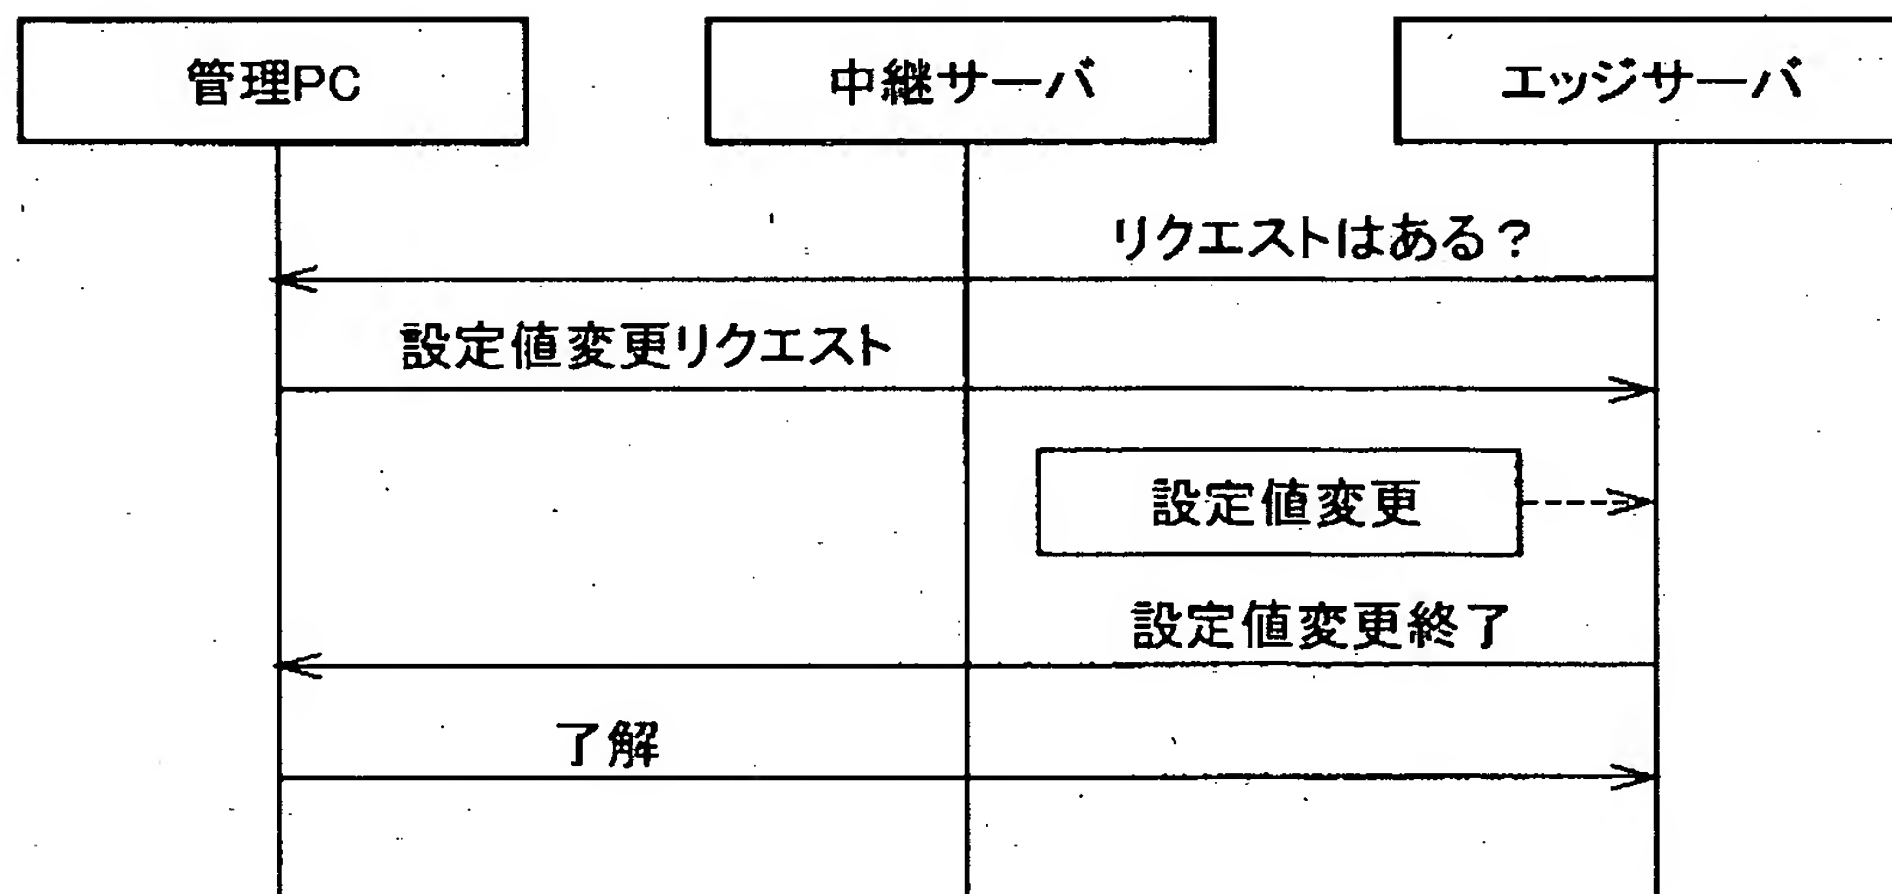 管理PC
中継サーバ
エッジサーバ
リクエストはある？
設定値変更リクエスト
設定値変更
設定値変更終了
了解